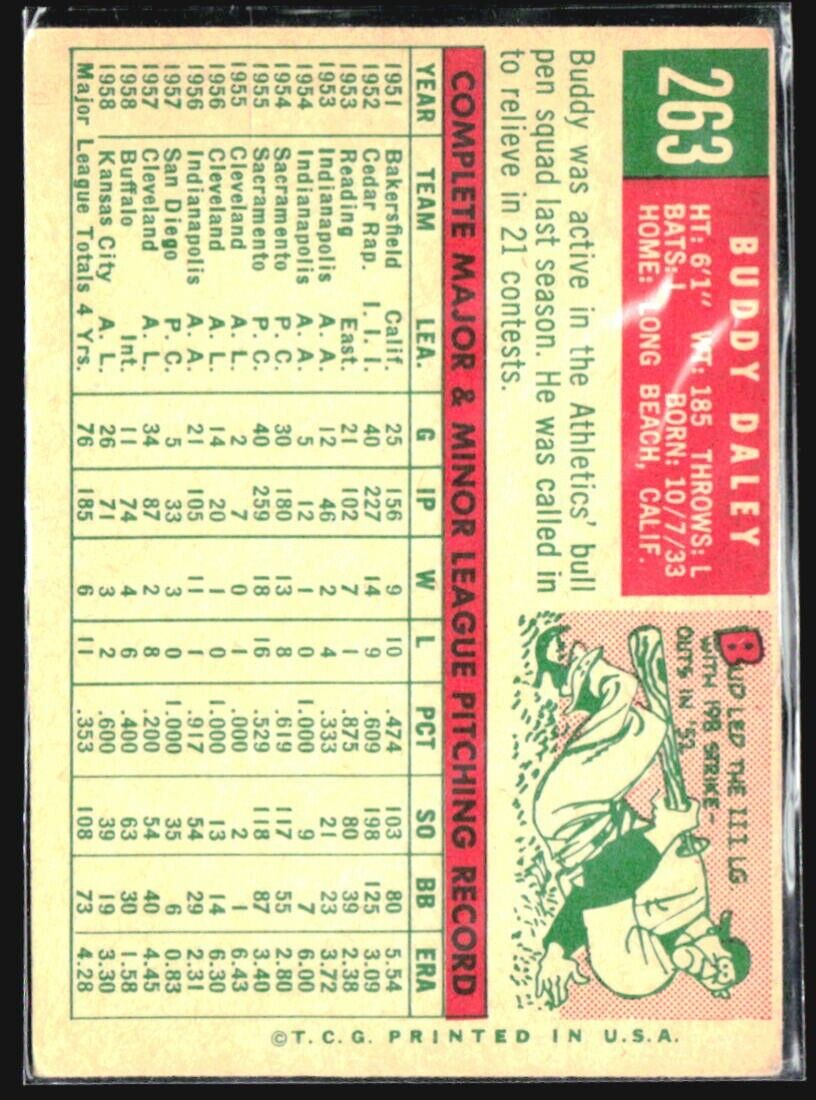 263
BUDDY DALEY
HT: 6'1" WT: 185 THROWS: L
BATS: L BORN: 10/7/33
HOME: LONG BEACH, CALIF.
BUD LED THE III LG
WITH 198 STRIKE-
OUTS IN '52
Buddy was active in the Athletics' bull
pen squad last season. He was called in
to relieve in 21 contests.
COMPLETE MAJOR & MINOR LEAGUE PITCHING RECORD
YEAR TEAM LEA. G IP W L PCT SO BB ERA
1951 Bakersfield Calif. 25 156 9 10 .474 103 80 5.54
1952 Cedar Rap. I. I. I. 40 227 14 9 .609 198 125 3.09
1953 Reading East. 21 102 7 1 .875 80 39 2.38
1953 Indianapolis A. A. 12 46 2 4 .333 21 23 3.72
1954 Indianapolis A. A. 5 12 1 0 1.000 9 7 6.00
1954 Sacramento P. C. 30 180 13 8 .619 117 55 2.80
1955 Sacramento P. C. 40 259 18 16 .529 118 87 3.40
1955 Cleveland A. L. 2 7 0 1 .000 2 1 6.43
1956 Cleveland A. L. 14 20 1 0 1.000 13 14 6.30
1956 Indianapolis A. A. 21 105 11 1 .917 54 29 2.31
1957 San Diego P. C. 5 33 3 0 1.000 35 6 0.83
1957 Cleveland A. L. 34 87 2 8 .200 54 40 4.45
1958 Buffalo Int. 11 74 4 6 .400 63 30 1.58
1958 Kansas City A. L. 26 71 3 2 .600 39 19 3.30
Major League Totals 4 Yrs. 76 185 6 11 .353 108 73 4.28
©T.C.G. PRINTED IN U.S.A.